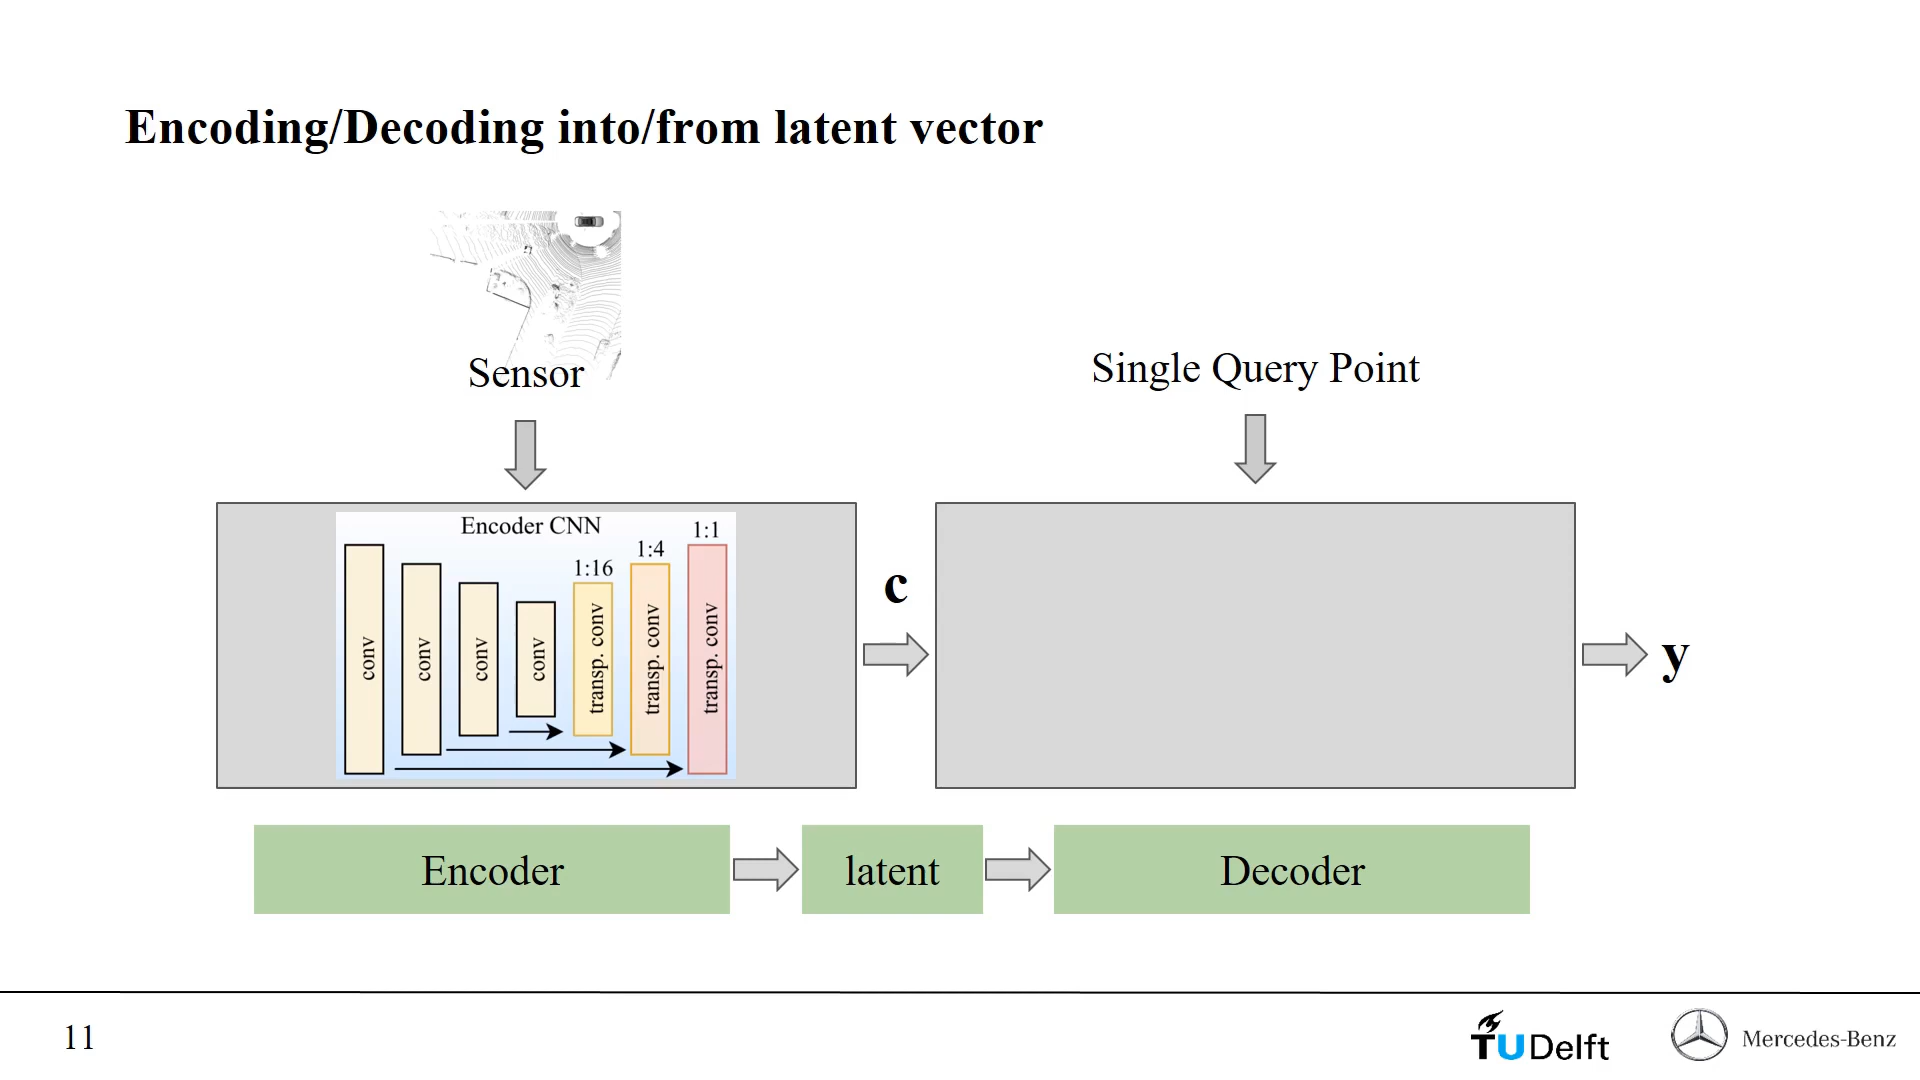 Encoding/Decoding into/from latent vector
Sensor
Single Query Point
Encoder CNN
1:1
1:4
1:16
conv
conv
conv
conv
transp. conv
transp. conv
transp. conv
c
y
Encoder
latent
Decoder
11
TUDelft
Mercedes-Benz